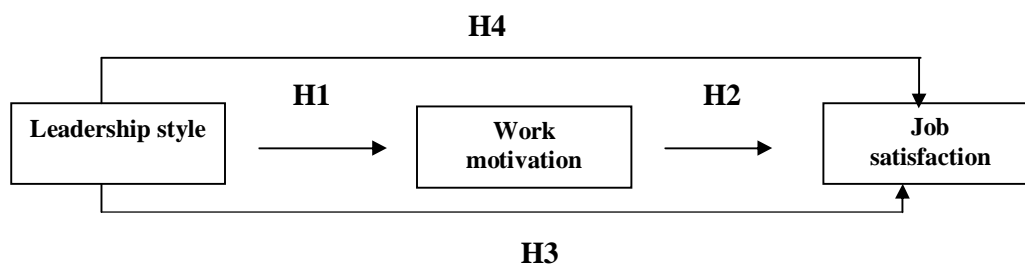 H4
H1
H2
Leadership style
Work
motivation
Job
satisfaction
H3